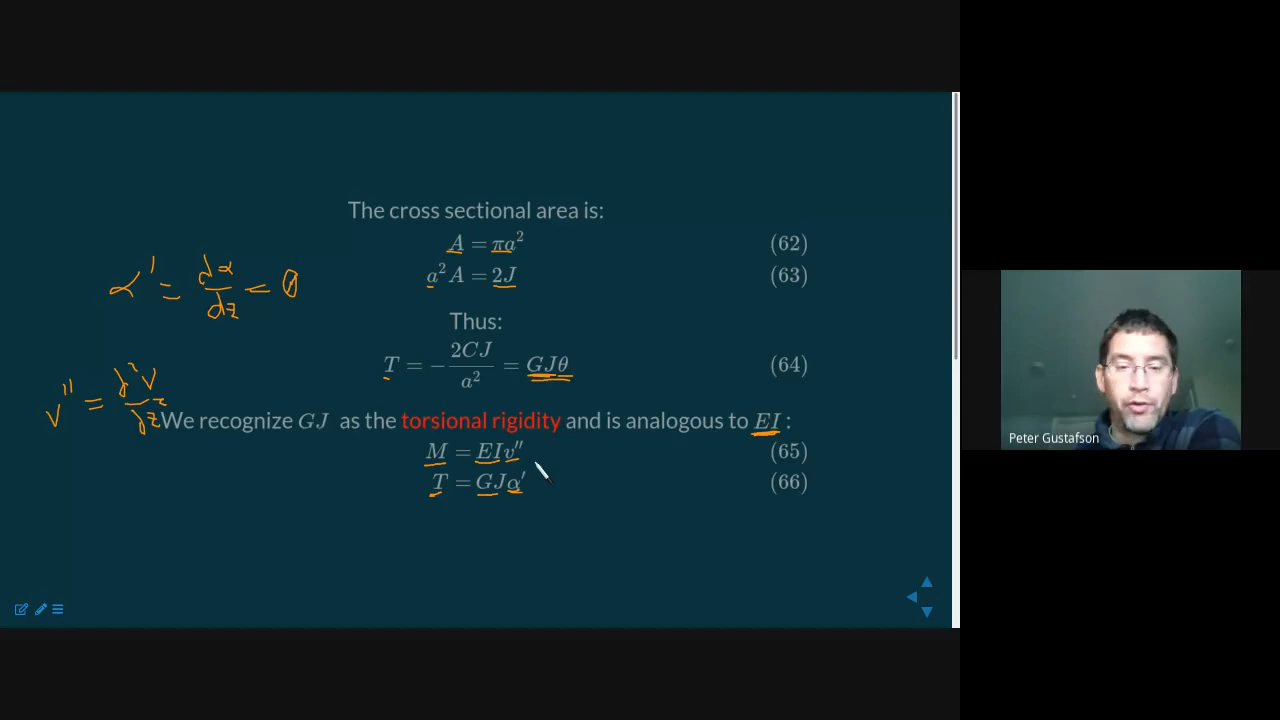 The cross sectional area is:
A = πa² (62)
a²A = 2J (63)
α′ = dα/dz = θ
Thus:
T = −2CJ/a² = GJθ (64)
v″ = d²v/dz²
We recognize GJ as the torsional rigidity and is analogous to EI :
M = EIv″ (65)
T = GJα′ (66)
Peter Gustafson